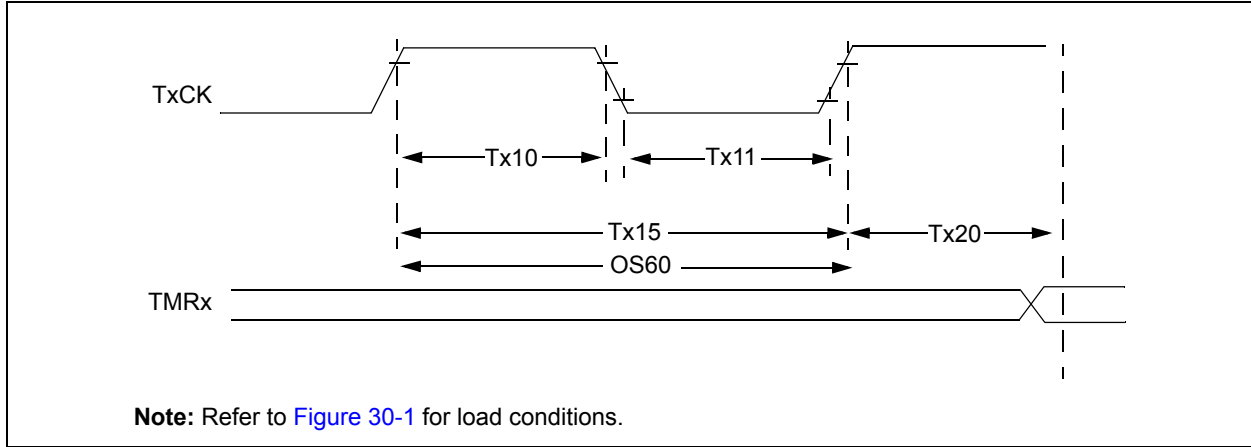 TxCK
Tx10
Tx11
Tx15
Tx20
OS60
TMRx
Note: Refer to Figure 30-1 for load conditions.